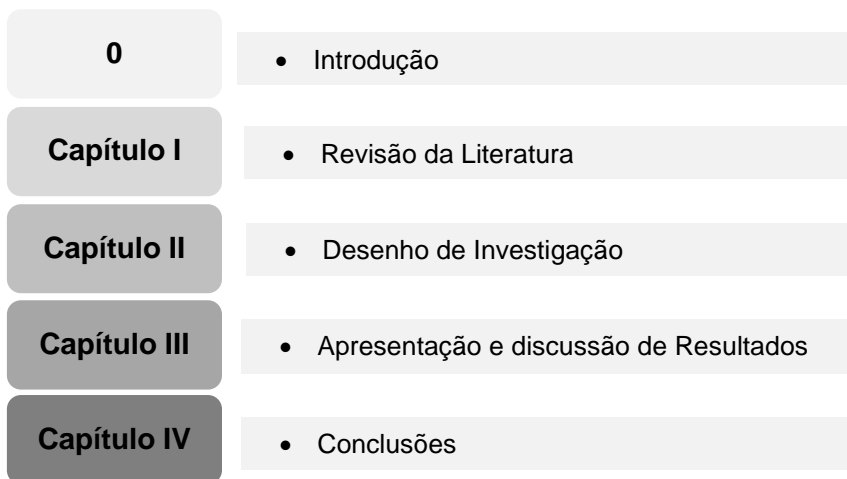 0
• Introdução
Capítulo I
• Revisão da Literatura
Capítulo II
• Desenho de Investigação
Capítulo III
• Apresentação e discussão de Resultados
Capítulo IV
• Conclusões